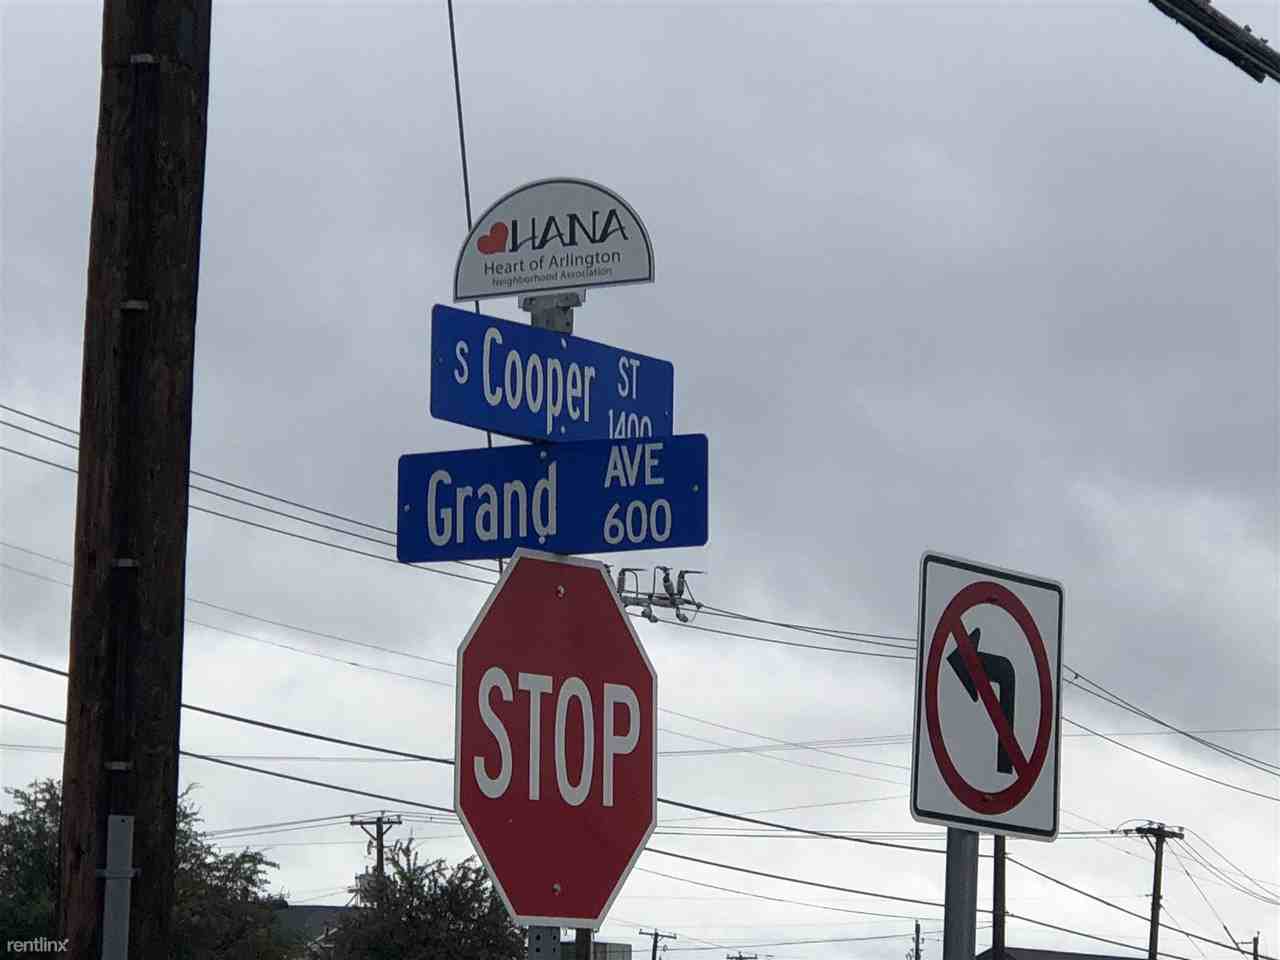 HANA
Heart of Arlington
Neighborhood Association
S Cooper ST
1400
Grand AVE
600
STOP
rentlinx